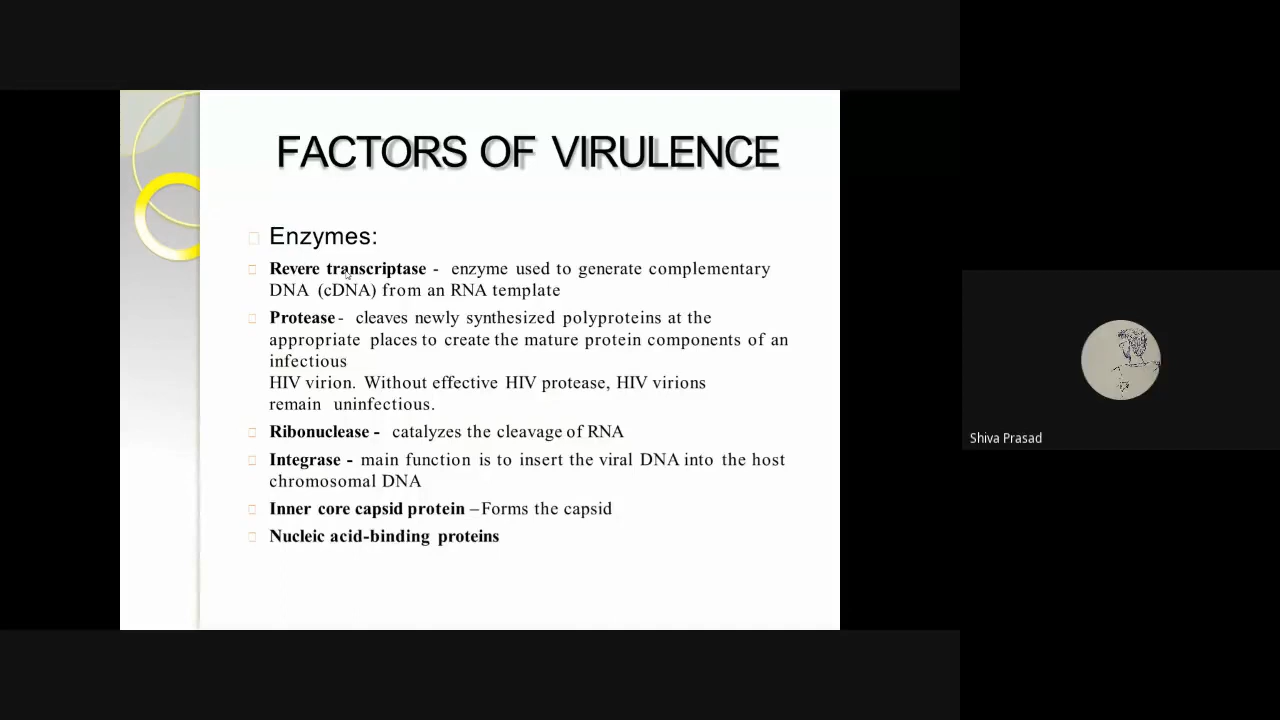 FACTORS OF VIRULENCE
Enzymes:
Revere transcriptase - enzyme used to generate complementary
DNA (cDNA) from an RNA template
Protease - cleaves newly synthesized polyproteins at the
appropriate places to create the mature protein components of an
infectious
HIV virion. Without effective HIV protease, HIV virions
remain uninfectious.
Ribonuclease - catalyzes the cleavage of RNA
Integrase - main function is to insert the viral DNA into the host
chromosomal DNA
Inner core capsid protein –Forms the capsid
Nucleic acid-binding proteins
Shiva Prasad